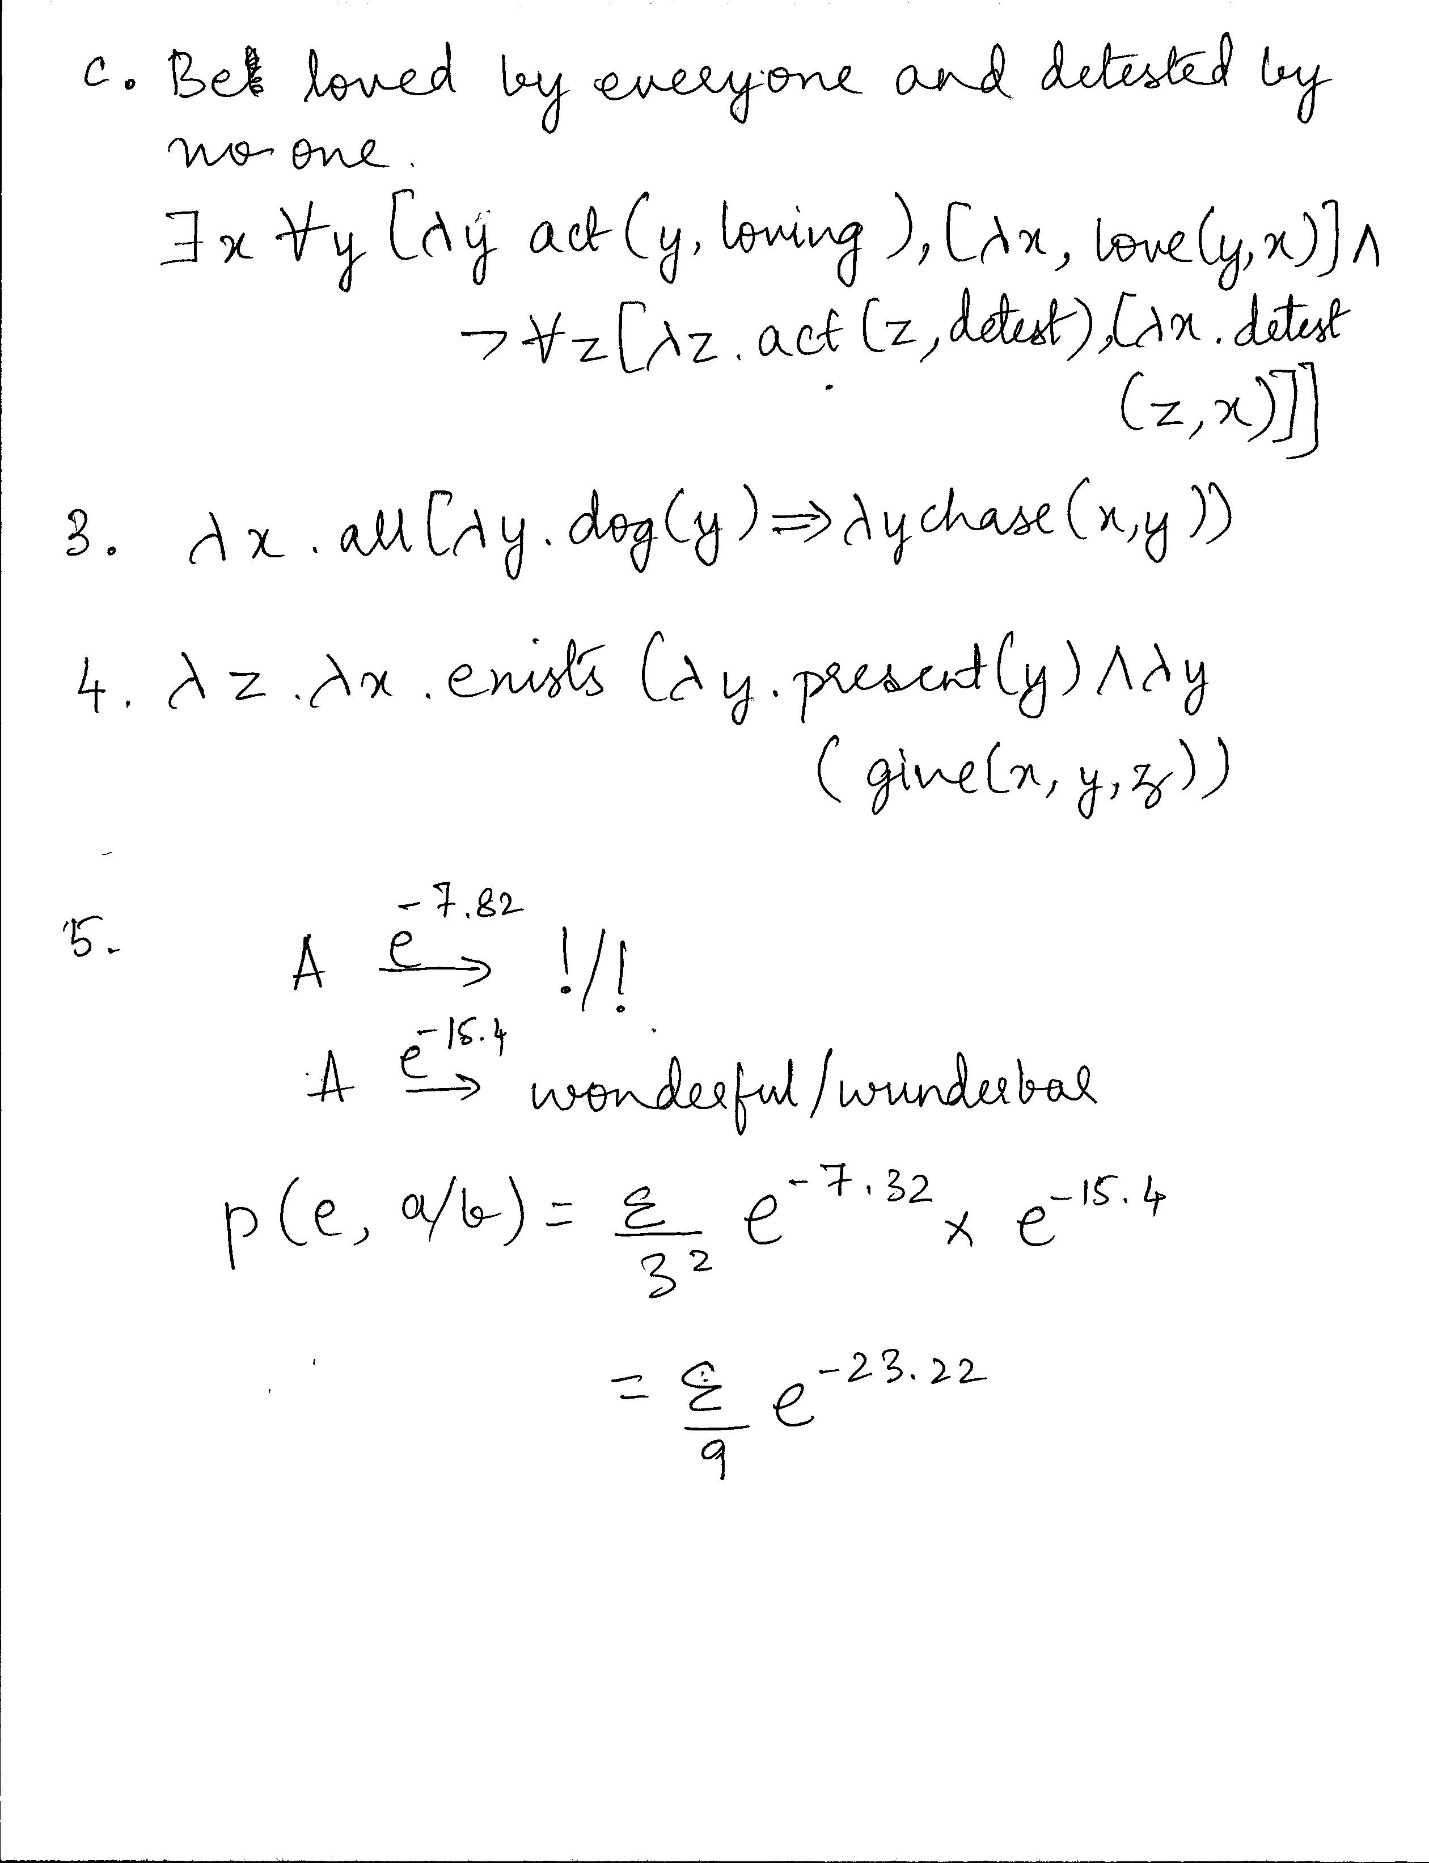 c. Be loved by everyone and detested by
no one.
∃x ∀y [λy act(y, loving), [λx, love(y,x)] ∧
¬∀z[λz. act(z, detest),[λx. detest
(z,x)]]
3. λx. all[λy. dog(y) ⇒ λy chase(x,y))
4. λz. λx. exists (λy. present(y) ∧ λy
(give(x, y, z))
5.
-7.82
A e→ !/!
-15.4
A e→ wonderful/wunderbar
p(e, a/b) = ε/3² e^-7.32 × e^-15.4
= ε/9 e^-23.22